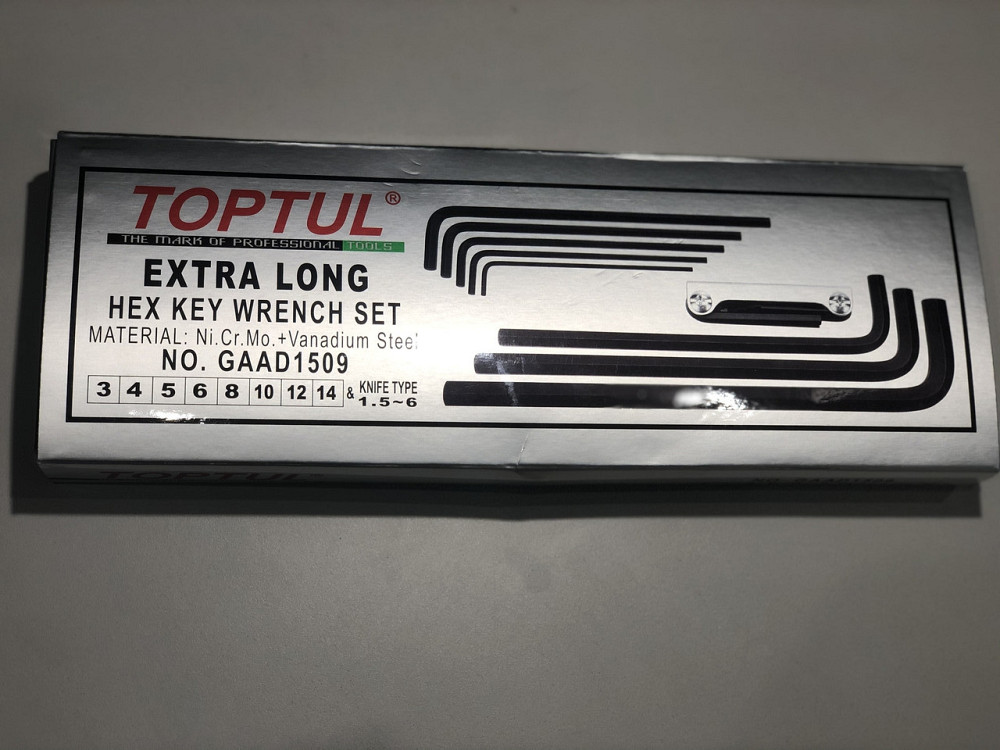 TOPTUL®
THE MARK OF PROFESSIONAL TOOLS
EXTRA LONG
HEX KEY WRENCH SET
MATERIAL: Ni.Cr.Mo.+Vanadium Steel
NO. GAAD1509
3 4 5 6 8 10 12 14 & KNIFE TYPE 1.5~6
TOPTUL